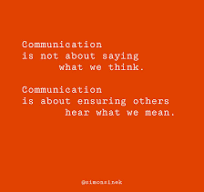 Communication
is not about saying
what we think.
Communication
is about ensuring others
hear what we mean.
@simonsinek